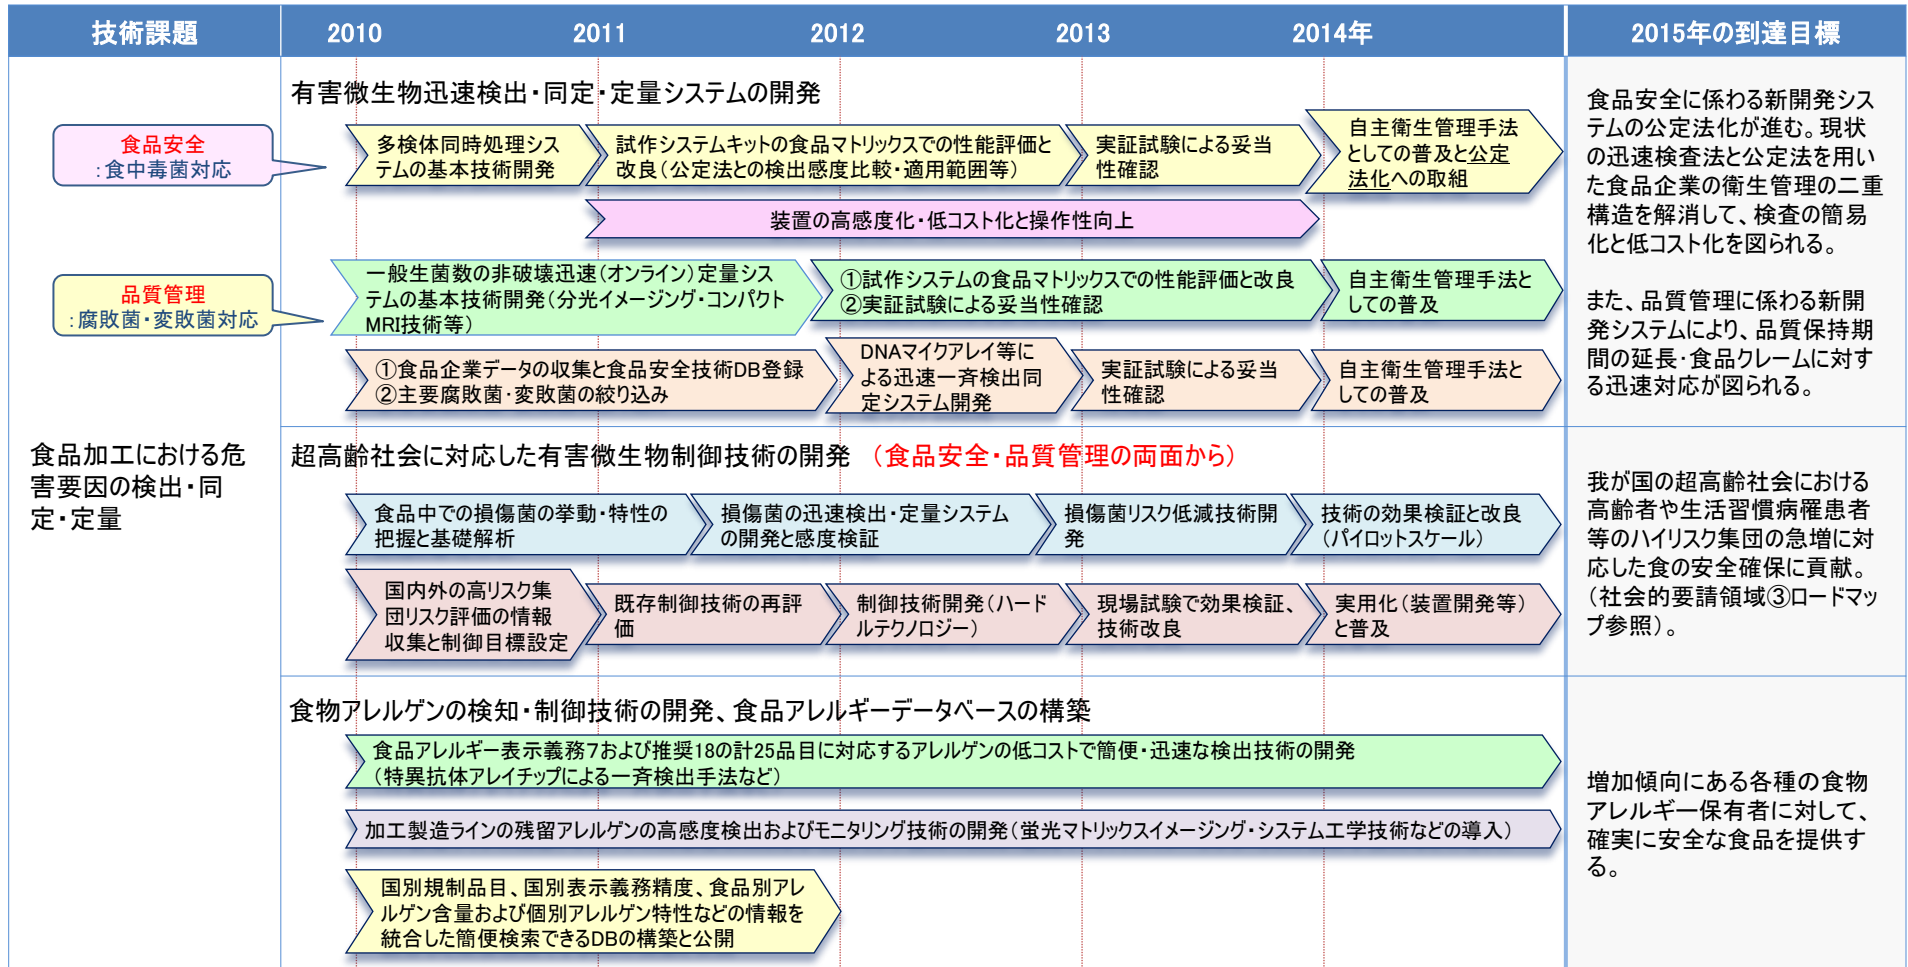 技術課題
2010
2011
2012
2013
2014年
2015年の到達目標
食品加工における危
害要因の検出・同
定・定量
有害微生物迅速検出・同定・定量システムの開発
食品安全
：食中毒菌対応
多検体同時処理シス
テムの基本技術開発
試作システムキットの食品マトリックスでの性能評価と
改良（公定法との検出感度比較・適用範囲等）
実証試験による妥当
性確認
自主衛生管理手法
としての普及と公定
法化への取組
装置の高感度化・低コスト化と操作性向上
品質管理
：腐敗菌・変敗菌対応
一般生菌数の非破壊迅速（オンライン）定量シス
テムの基本技術開発（分光イメージング・コンパクト
MRI技術等）
①試作システムの食品マトリックスでの性能評価と改良
②実証試験による妥当性確認
自主衛生管理手法と
しての普及
①食品企業データの収集と食品安全技術DB登録
②主要腐敗菌・変敗菌の絞り込み
DNAマイクアレイ等に
よる迅速一斉検出同
定システム開発
実証試験による妥当
性確認
自主衛生管理手法と
しての普及
食品安全に係わる新開発シス
テムの公定法化が進む。現状
の迅速検査法と公定法を用い
た食品企業の衛生管理の二重
構造を解消して、検査の簡易
化と低コスト化を図られる。
また、品質管理に係わる新開
発システムにより、品質保持期
間の延長・食品クレームに対す
る迅速対応が図られる。
超高齢社会に対応した有害微生物制御技術の開発 （食品安全・品質管理の両面から）
食品中での損傷菌の挙動・特性の
把握と基礎解析
損傷菌の迅速検出・定量システム
の開発と感度検証
損傷菌リスク低減技術開
発
技術の効果検証と改良
（パイロットスケール）
国内外の高リスク集
団リスク評価の情報
収集と制御目標設定
既存制御技術の再評
価
制御技術開発（ハード
ルテクノロジー）
現場試験で効果検証、
技術改良
実用化（装置開発等）
と普及
我が国の超高齢社会における
高齢者や生活習慣病罹患者
等のハイリスク集団の急増に対
応した食の安全確保に貢献。
（社会的要請領域③ロードマッ
プ参照）。
食物アレルゲンの検知・制御技術の開発、食品アレルギーデータベースの構築
食品アレルギー表示義務7および推奨18の計25品目に対応するアレルゲンの低コストで簡便・迅速な検出技術の開発
（特異抗体アレイチップによる一斉検出手法など）
加工製造ラインの残留アレルゲンの高感度検出およびモニタリング技術の開発（蛍光マトリックスイメージング・システム工学技術などの導入）
国別規制品目、国別表示義務精度、食品別アレ
ルゲン含量および個別アレルゲン特性などの情報を
統合した簡便検索できるDBの構築と公開
増加傾向にある各種の食物
アレルギー保有者に対して、
確実に安全な食品を提供す
る。